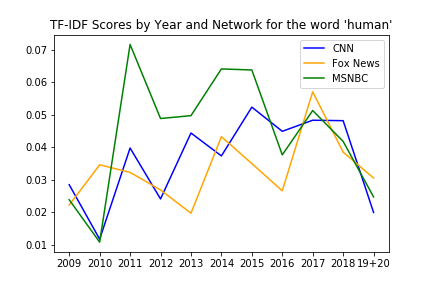 TF-IDF Scores by Year and Network for the word 'human'
CNN
Fox News
MSNBC
0.07
0.06
0.05
0.04
0.03
0.02
0.01
2009 2010 2011 2012 2013 2014 2015 2016 2017 2018 19+20